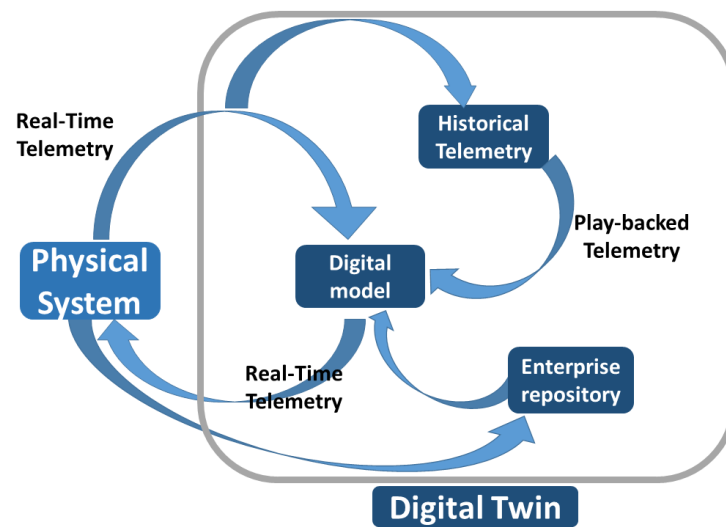 Real-Time
Telemetry
Historical
Telemetry
Play-backed
Telemetry
Physical
System
Digital
model
Real-Time
Telemetry
Enterprise
repository
Digital Twin